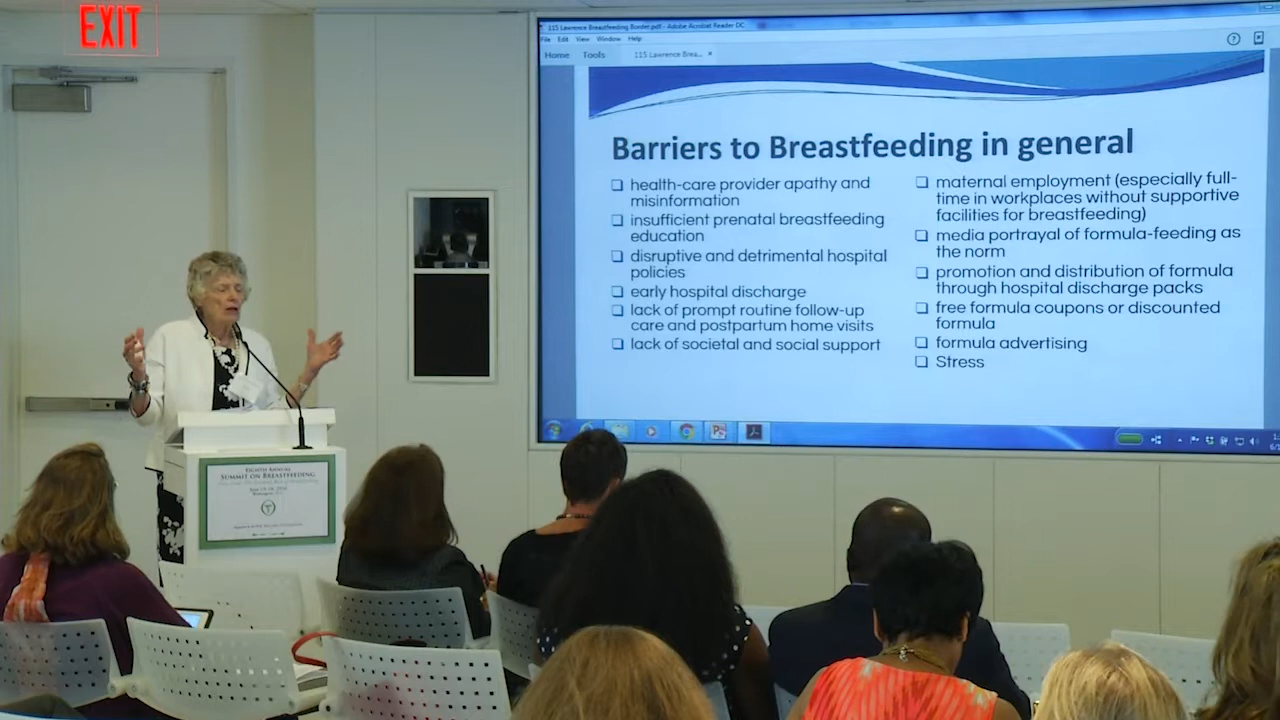 EXIT
115 Lawrence Breastfeeding Border.pdf - Adobe Acrobat Reader DC
File Edit View Window Help
Home Tools 115 Lawrence Brea... ×
Barriers to Breastfeeding in general
health-care provider apathy and
misinformation
insufficient prenatal breastfeeding
education
disruptive and detrimental hospital
policies
early hospital discharge
lack of prompt routine follow-up
care and postpartum home visits
lack of societal and social support
maternal employment (especially full-
time in workplaces without supportive
facilities for breastfeeding)
media portrayal of formula-feeding as
the norm
promotion and distribution of formula
through hospital discharge packs
free formula coupons or discounted
formula
formula advertising
Stress
EIGHTH ANNUAL
SUMMIT ON BREASTFEEDING